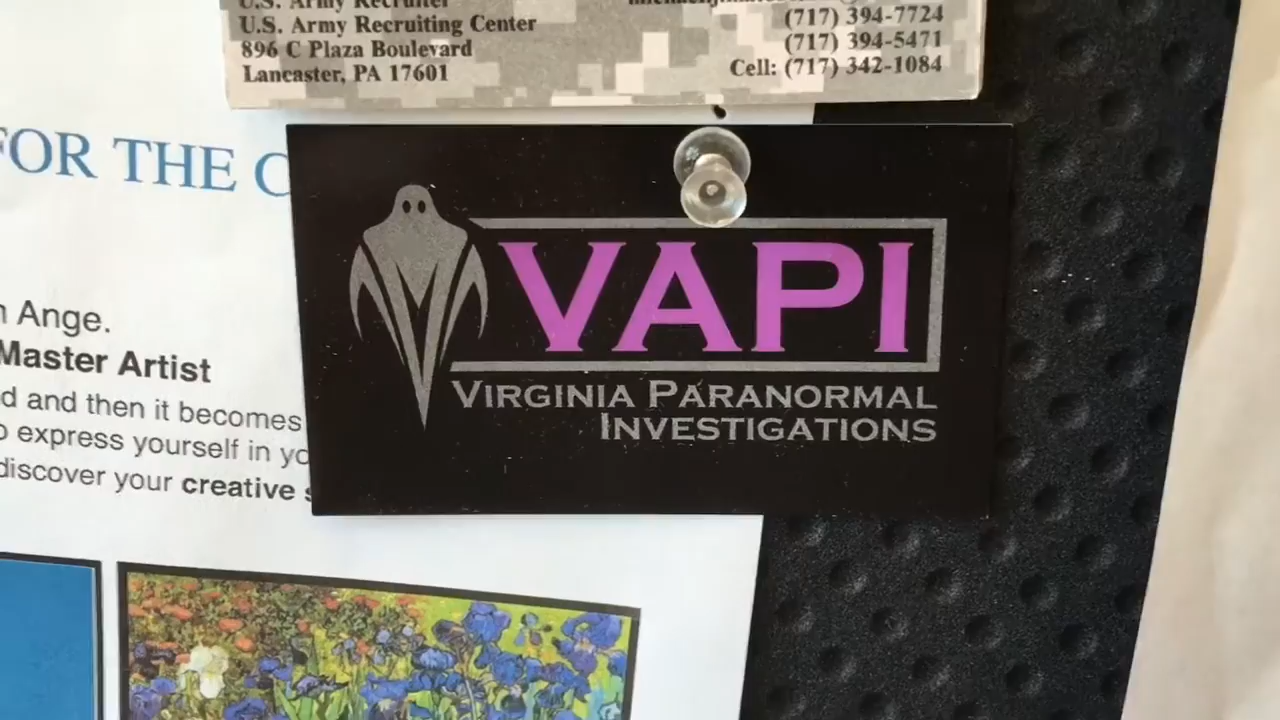 U.S. Army Recruiter
U.S. Army Recruiting Center
896 C Plaza Boulevard
Lancaster, PA 17601
(717) 394-7724
(717) 394-5471
Cell: (717) 342-1084
FOR THE
VAPI
VIRGINIA PARANORMAL
INVESTIGATIONS
Ange.
Master Artist
and then it becomes
express yourself in
discover your creative